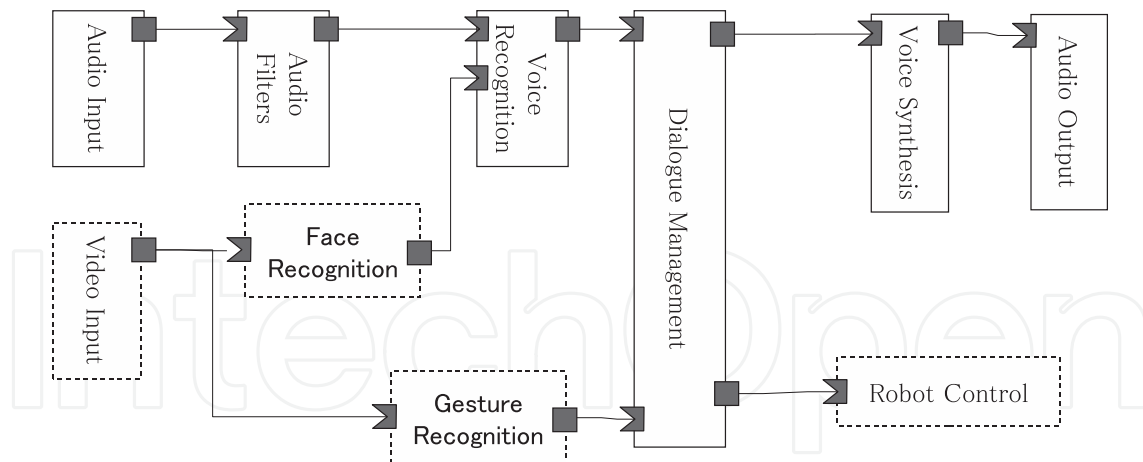 Audio Input
Audio
Filters
Voice
Recognition
Dialogue Management
Voice Synthesis
Audio Output
Video Input
Face
Recognition
Gesture
Recognition
Robot Control
IntechOpen